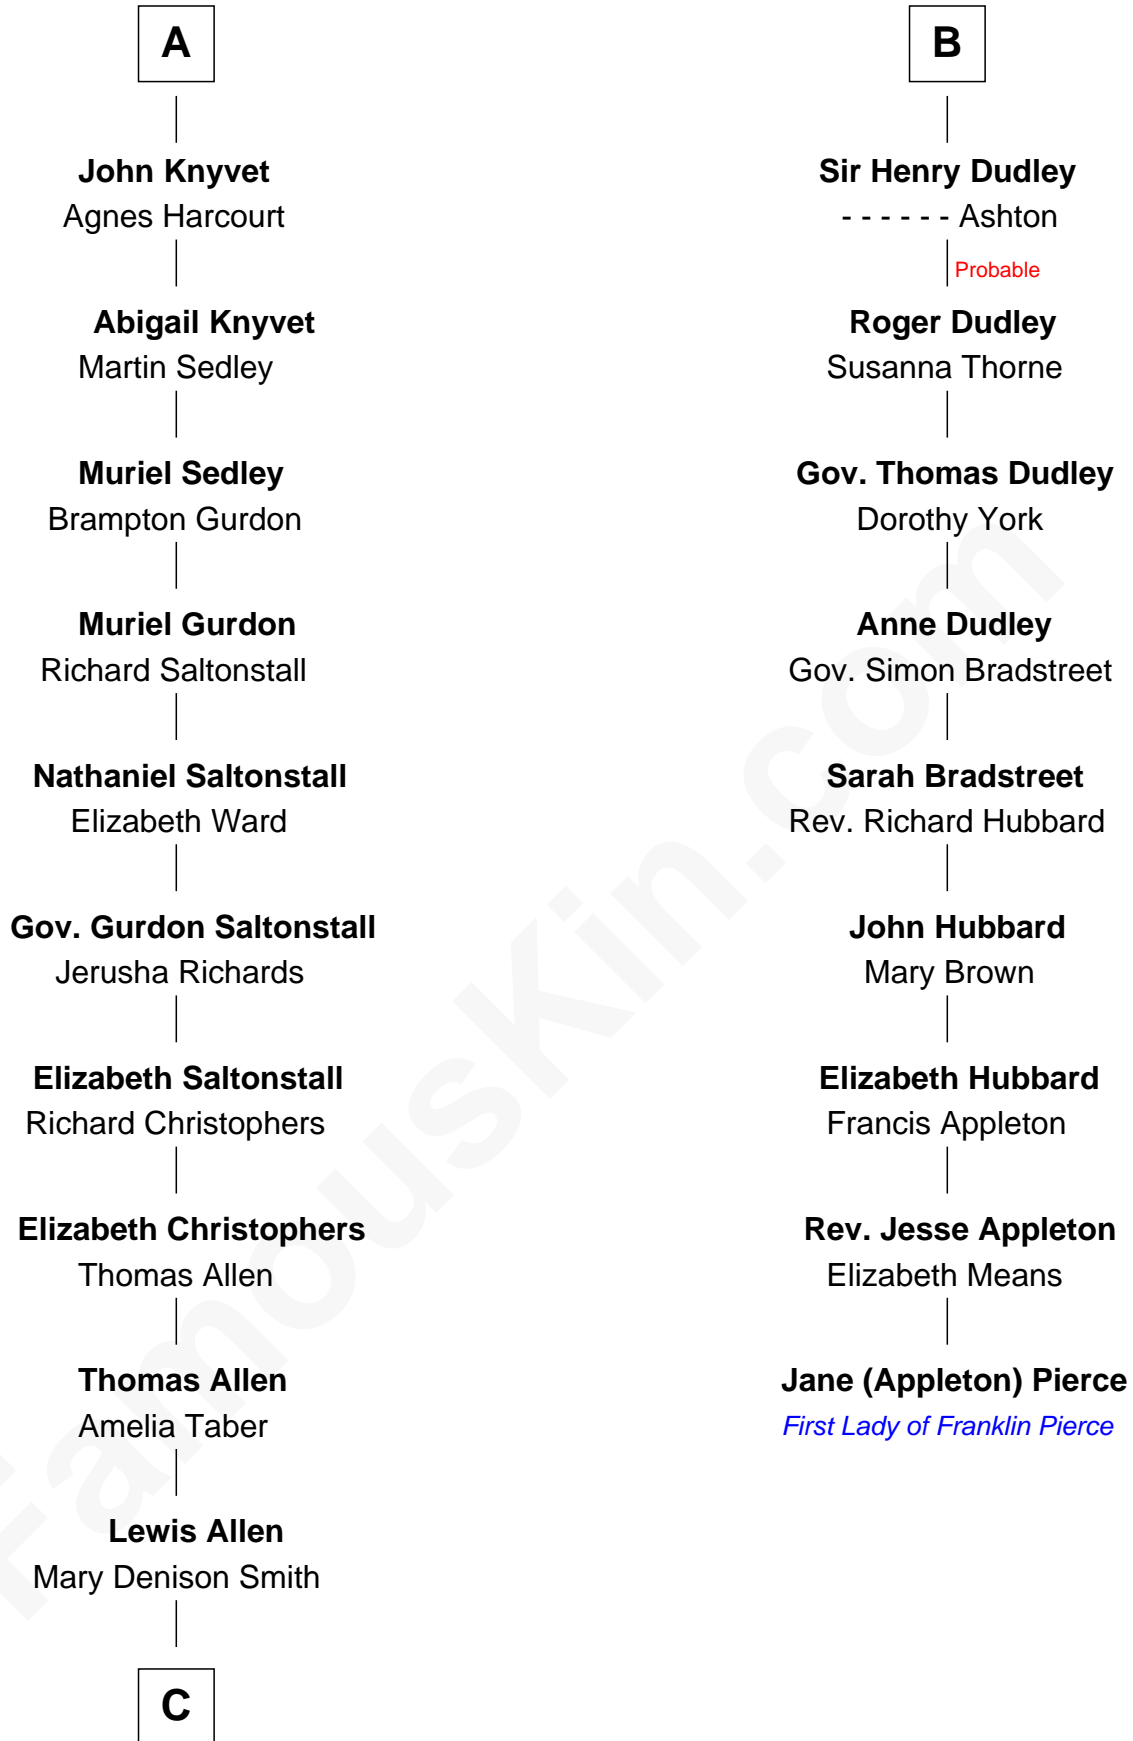 A
John Knyvet
Agnes Harcourt
Abigail Knyvet
Martin Sedley
Muriel Sedley
Brampton Gurdon
Muriel Gurdon
Richard Saltonstall
Nathaniel Saltonstall
Elizabeth Ward
Gov. Gurdon Saltonstall
Jerusha Richards
Elizabeth Saltonstall
Richard Christophers
Elizabeth Christophers
Thomas Allen
Thomas Allen
Amelia Taber
Lewis Allen
Mary Denison Smith
C
B
Sir Henry Dudley
- - - - - - Ashton
Probable
Roger Dudley
Susanna Thorne
Gov. Thomas Dudley
Dorothy York
Anne Dudley
Gov. Simon Bradstreet
Sarah Bradstreet
Rev. Richard Hubbard
John Hubbard
Mary Brown
Elizabeth Hubbard
Francis Appleton
Rev. Jesse Appleton
Elizabeth Means
Jane (Appleton) Pierce
First Lady of Franklin Pierce
FamousKin.com